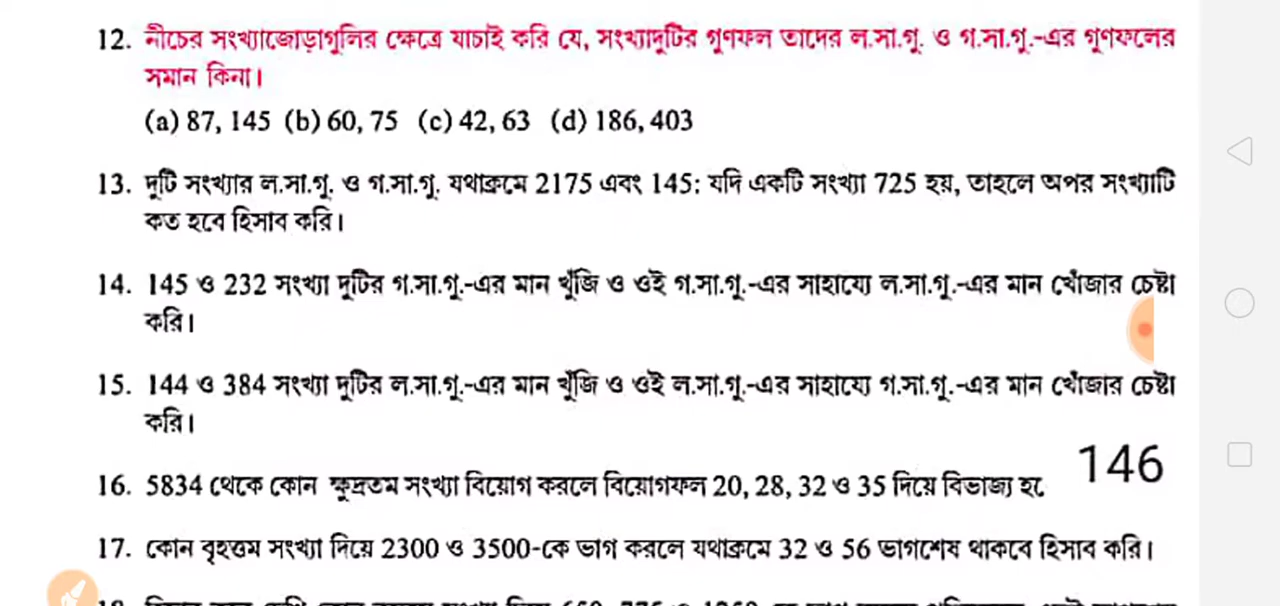 12. নীচের সংখ্যাজোড়াগুলির ক্ষেত্রে যাচাই করি যে, সংখ্যাদুটির গুণফল তাদের ল.সা.গু. ও গ.সা.গু.-এর গুণফলের
সমান কিনা।
(a) 87, 145 (b) 60, 75 (c) 42, 63 (d) 186, 403
13. দুটি সংখ্যার ল.সা.গু. ও গ.সা.গু. যথাক্রমে 2175 এবং 145; যদি একটি সংখ্যা 725 হয়, তাহলে অপর সংখ্যাটি
কত হবে হিসাব করি।
14. 145 ও 232 সংখ্যা দুটির গ.সা.গু.-এর মান খুঁজি ও ওই গ.সা.গু.-এর সাহায্যে ল.সা.গু.-এর মান খোঁজার চেষ্টা
করি।
15. 144 ও 384 সংখ্যা দুটির ল.সা.গু.-এর মান খুঁজি ও ওই ল.সা.গু.-এর সাহায্যে গ.সা.গু.-এর মান খোঁজার চেষ্টা
করি।
146
16. 5834 থেকে কোন ক্ষুদ্রতম সংখ্যা বিয়োগ করলে বিয়োগফল 20, 28, 32 ও 35 দিয়ে বিভাজ্য
17. কোন বৃহত্তম সংখ্যা দিয়ে 2300 ও 3500-কে ভাগ করলে যথাক্রমে 32 ও 56 ভাগশেষ থাকবে হিসাব করি।